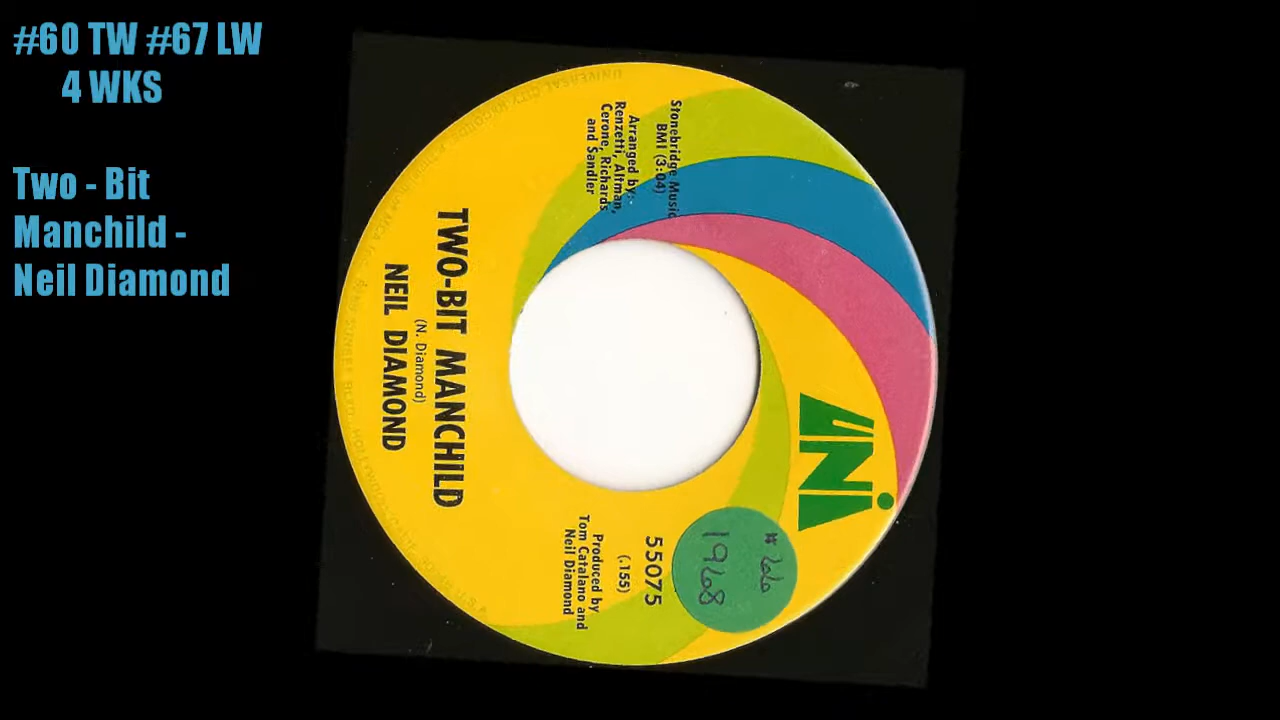 #60 TW #67 LW
4 WKS
Two - Bit
Manchild -
Neil Diamond
UNI
Stonebridge Music
BMI (3:04)
Arranged by:
Renzetti, Altman,
Cerone, Richards
and Sandler
# 66
1968
55075
(.155)
Produced by
Tom Catalano and
Neil Diamond
TWO-BIT MANCHILD
(N. Diamond)
NEIL DIAMOND